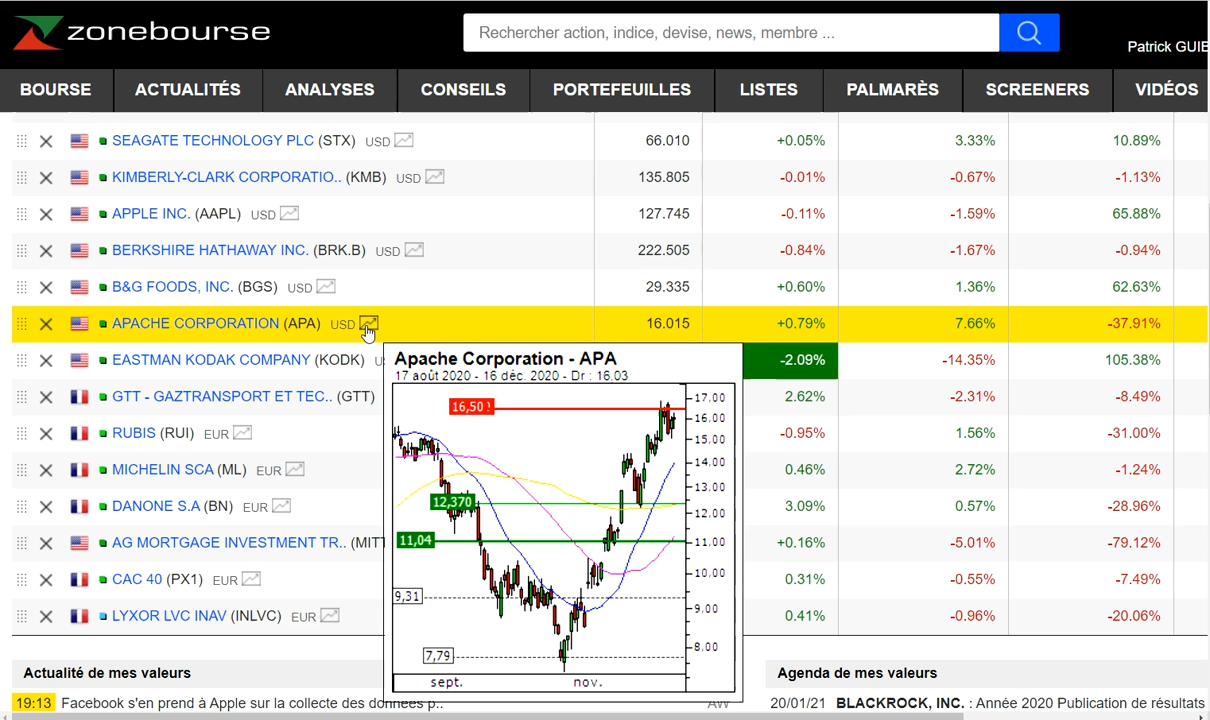 zonebourse
Rechercher action, indice, devise, news, membre ...
Patrick GUIE
BOURSE ACTUALITÉS ANALYSES CONSEILS PORTEFEUILLES LISTES PALMARÈS SCREENERS VIDÉOS
SEAGATE TECHNOLOGY PLC (STX) USD 66.010 +0.05% 3.33% 10.89%
KIMBERLY-CLARK CORPORATIO.. (KMB) USD 135.805 -0.01% -0.67% -1.13%
APPLE INC. (AAPL) USD 127.745 -0.11% -1.59% 65.88%
BERKSHIRE HATHAWAY INC. (BRK.B) USD 222.505 -0.84% -1.67% -0.94%
B&G FOODS, INC. (BGS) USD 29.335 +0.60% 1.36% 62.63%
APACHE CORPORATION (APA) USD 16.015 +0.79% 7.66% -37.91%
EASTMAN KODAK COMPANY (KODK) -2.09% -14.35% 105.38%
GTT - GAZTRANSPORT ET TEC.. (GTT) 2.62% -2.31% -8.49%
RUBIS (RUI) EUR -0.95% 1.56% -31.00%
MICHELIN SCA (ML) EUR 0.46% 2.72% -1.24%
DANONE S.A (BN) EUR 3.09% 0.57% -28.96%
AG MORTGAGE INVESTMENT TR.. (MITT +0.16% -5.01% -79.12%
CAC 40 (PX1) EUR 0.31% -0.55% -7.49%
LYXOR LVC INAV (INLVC) EUR 0.41% -0.96% -20.06%
Apache Corporation - APA
17 août 2020 - 16 déc. 2020 - Dr : 16.03
16,50
12,370
11,04
9,31
7,79
17.00
16.00
15.00
14.00
13.00
12.00
11.00
10.00
9.00
8.00
sept. nov.
Actualité de mes valeurs
19:13 Facebook s'en prend à Apple sur la collecte des données p.. AW
Agenda de mes valeurs
20/01/21 BLACKROCK, INC. : Année 2020 Publication de résultats